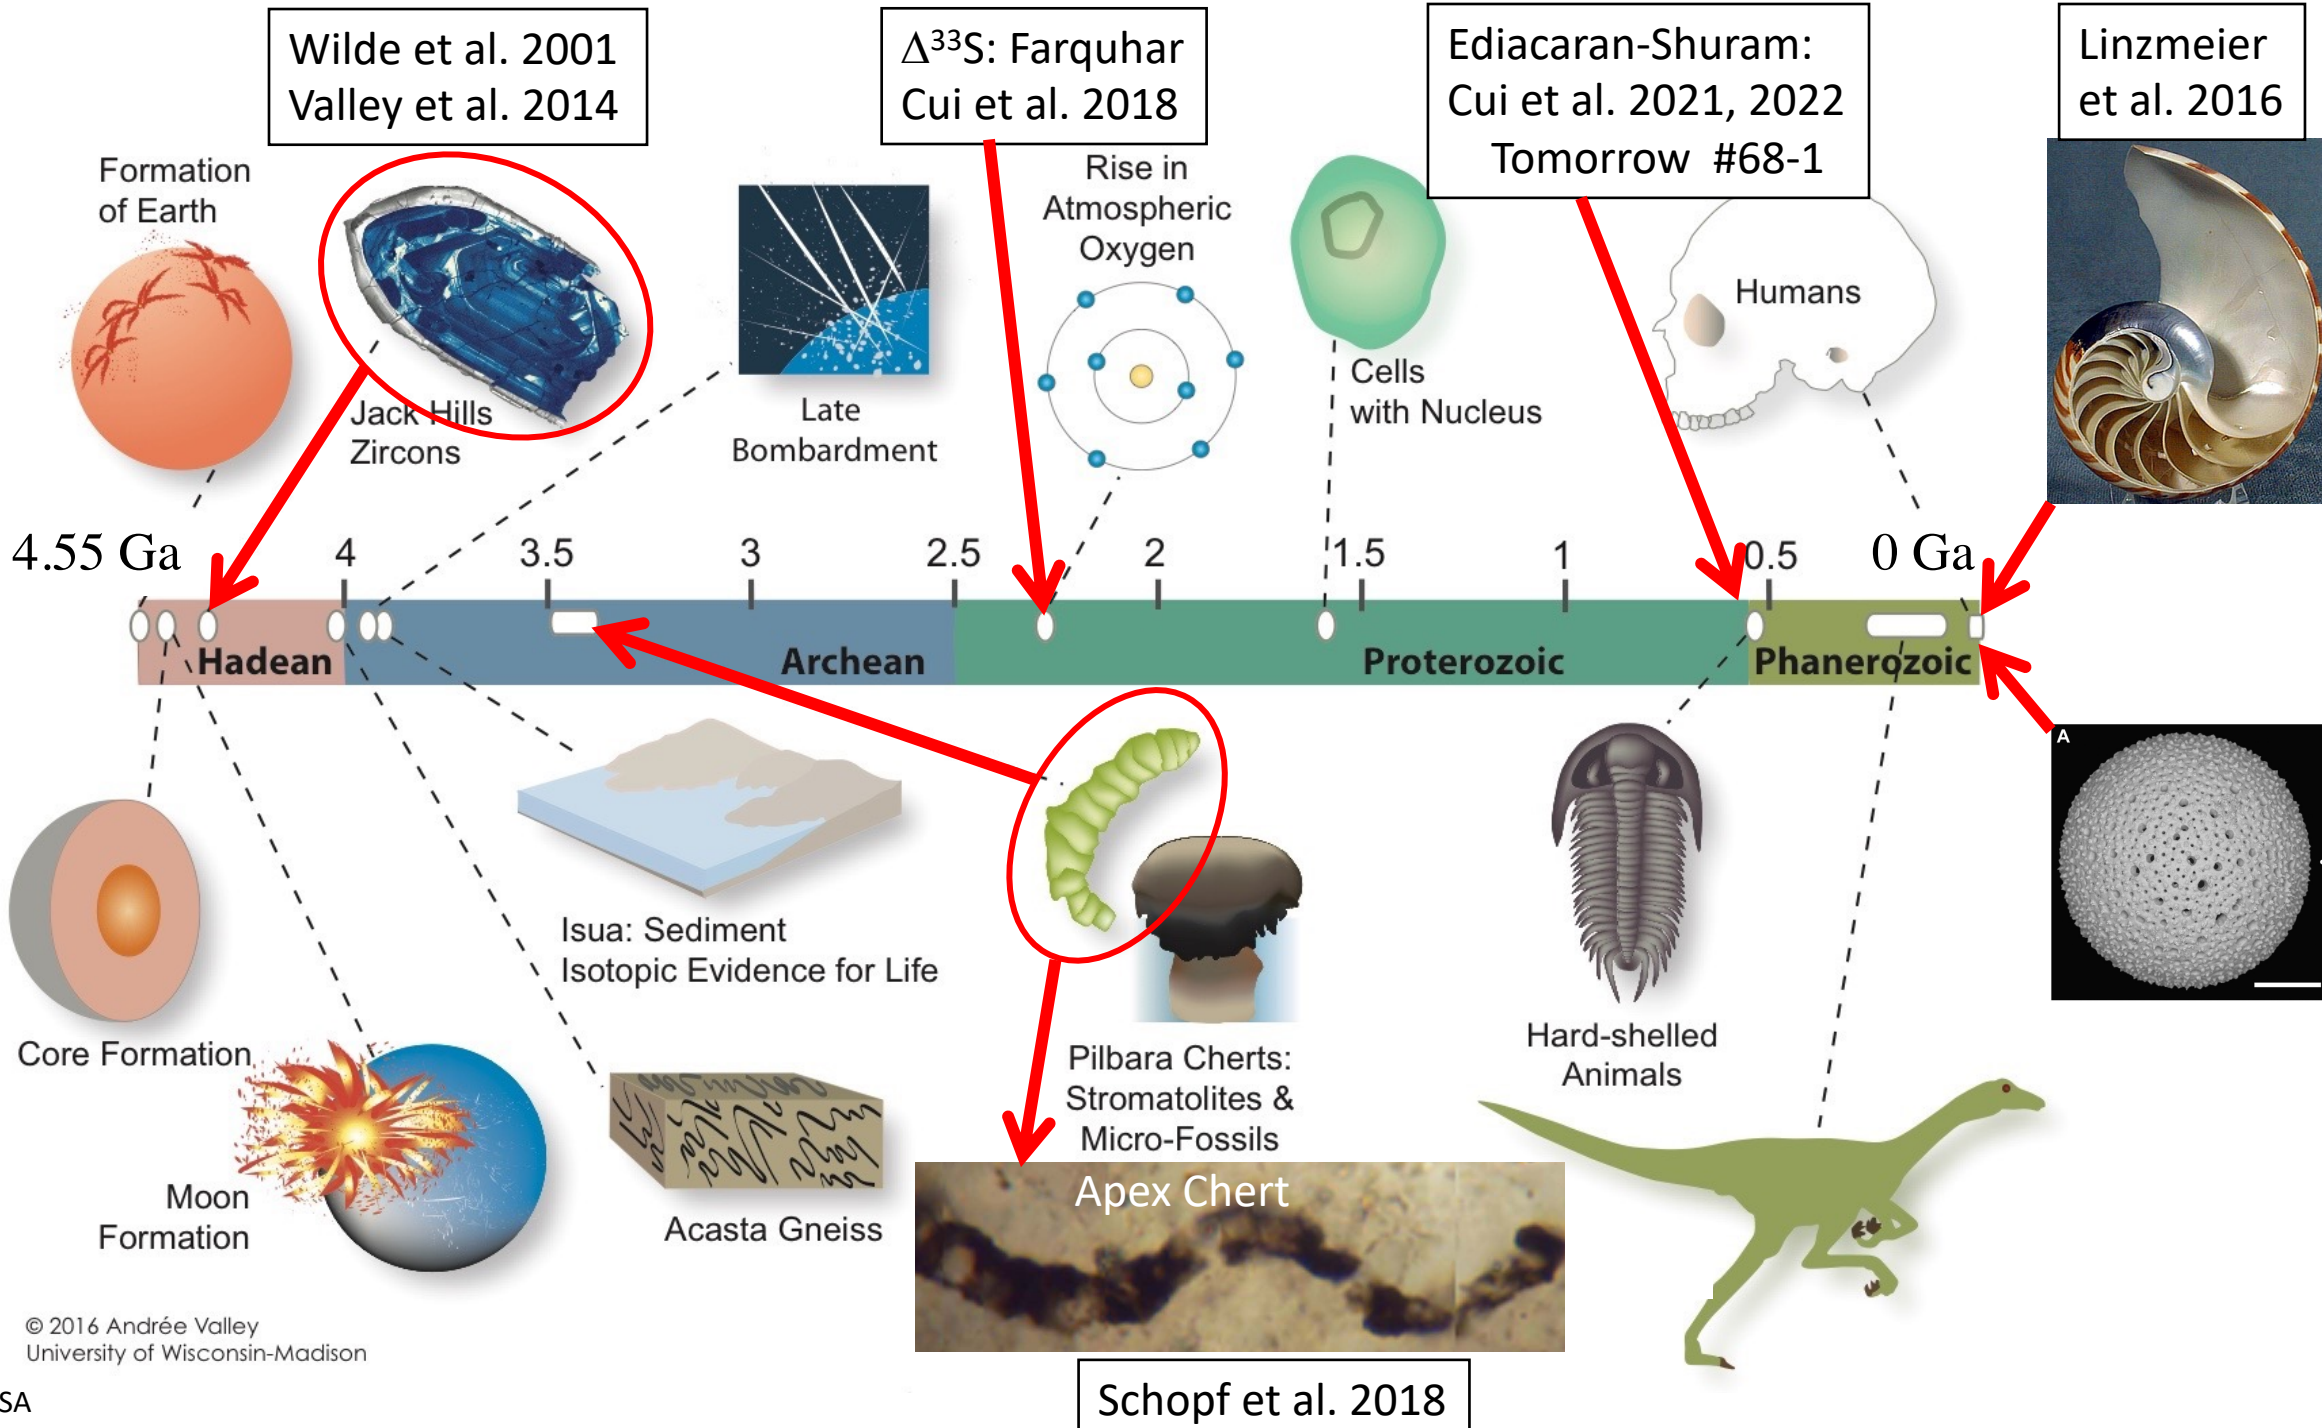 Wilde et al. 2001
Valley et al. 2014
Δ³³S: Farquhar
Cui et al. 2018
Ediacaran-Shuram:
Cui et al. 2021, 2022
Tomorrow #68-1
Linzmeier
et al. 2016
Formation
of Earth
Jack Hills
Zircons
Late
Bombardment
Rise in
Atmospheric
Oxygen
Cells
with Nucleus
Humans
4.55 Ga
4
3.5
3
2.5
2
1.5
1
0.5
0 Ga
Hadean
Archean
Proterozoic
Phanerozoic
A
Core Formation
Moon
Formation
Isua: Sediment
Isotopic Evidence for Life
Acasta Gneiss
Pilbara Cherts:
Stromatolites &
Micro-Fossils
Apex Chert
Hard-shelled
Animals
© 2016 Andrée Valley
University of Wisconsin-Madison
SA
Schopf et al. 2018